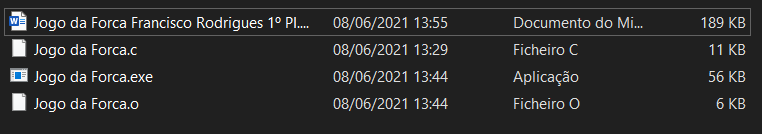 Jogo da Forca Francisco Rodrigues 1º PI.... 08/06/2021 13:55 Documento do Mi... 189 KB
Jogo da Forca.c 08/06/2021 13:29 Ficheiro C 11 KB
Jogo da Forca.exe 08/06/2021 13:44 Aplicação 56 KB
Jogo da Forca.o 08/06/2021 13:44 Ficheiro O 6 KB